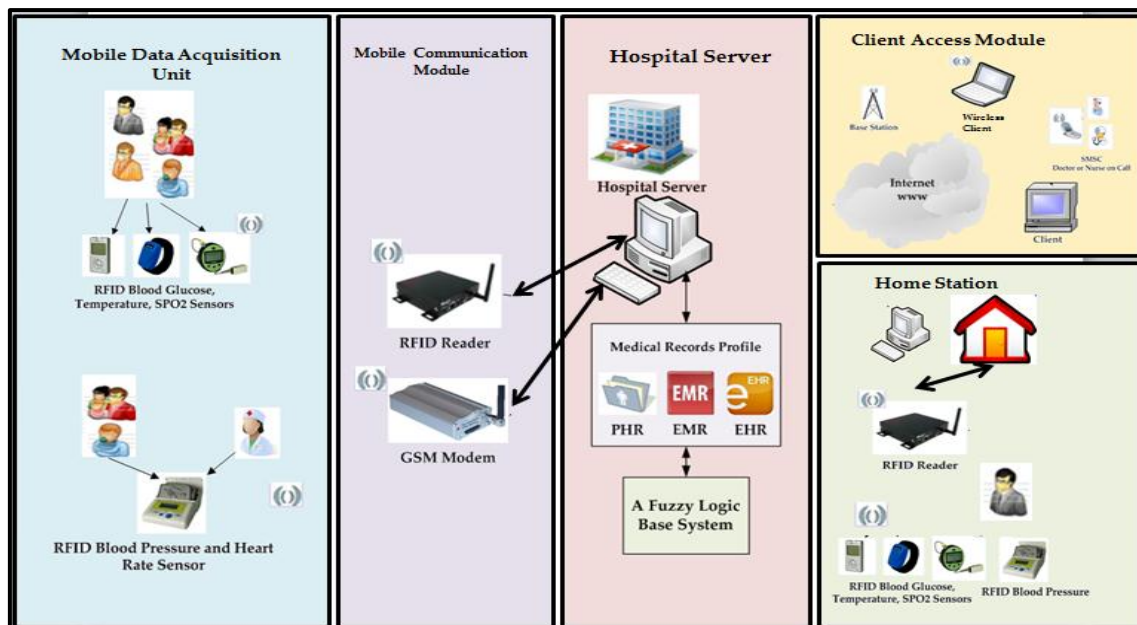 Mobile Data Acquisition
Unit
RFID Blood Glucose,
Temperature, SPO2 Sensors
RFID Blood Pressure and Heart
Rate Sensor
Mobile Communication
Module
RFID Reader
GSM Modem
Hospital Server
Hospital Server
Medical Records Profile
EMR
EHR
e
PHR
EMR
EHR
A Fuzzy Logic
Base System
Client Access Module
Base Station
Wireless
Client
SMSC
Doctor or Nurse on Call
Internet
www
Client
Home Station
RFID Reader
RFID Blood Glucose,
Temperature, SPO2 Sensors
RFID Blood Pressure